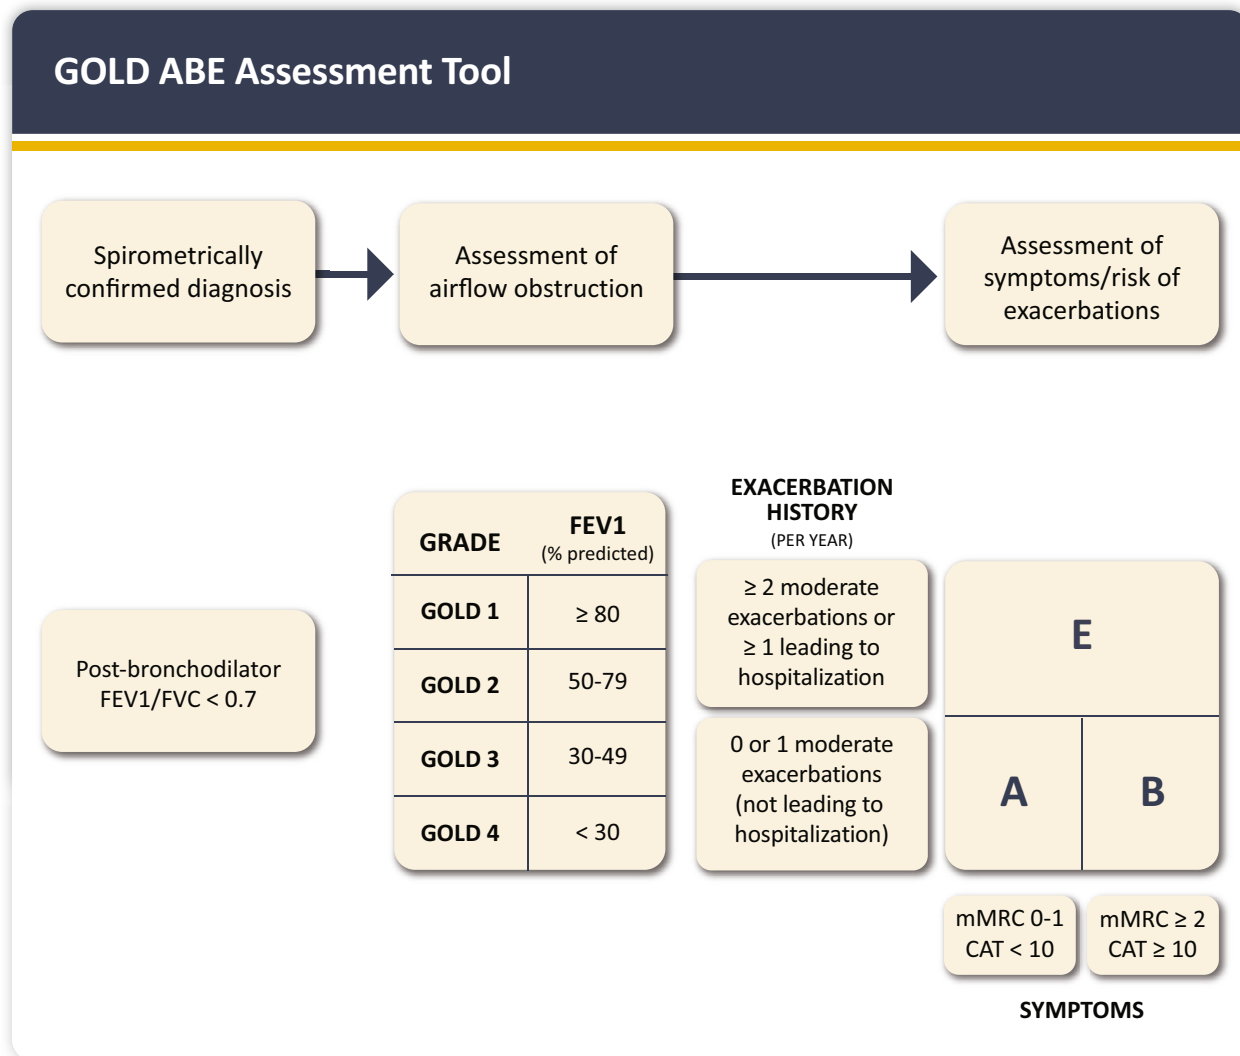 GOLD ABE Assessment Tool
Spirometrically
confirmed diagnosis
Assessment of
airflow obstruction
Assessment of
symptoms/risk of
exacerbations
Post-bronchodilator
FEV1/FVC < 0.7
GRADE
FEV1
(% predicted)
GOLD 1
≥ 80
GOLD 2
50-79
GOLD 3
30-49
GOLD 4
< 30
EXACERBATION
HISTORY
(PER YEAR)
≥ 2 moderate
exacerbations or
≥ 1 leading to
hospitalization
0 or 1 moderate
exacerbations
(not leading to
hospitalization)
E
A
B
mMRC 0-1
CAT < 10
mMRC ≥ 2
CAT ≥ 10
SYMPTOMS